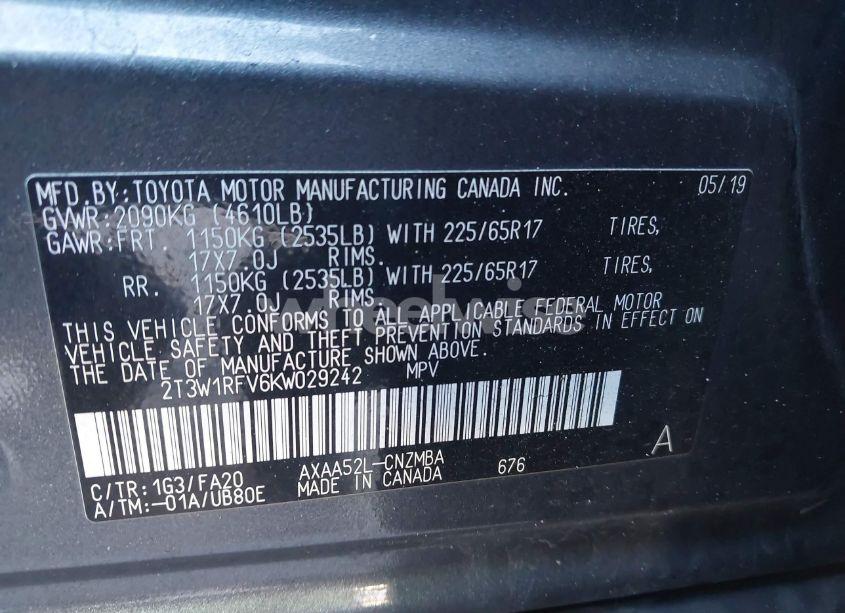 MFD.BY:TOYOTA MOTOR MANUFACTURING CANADA INC. 05/19
GVWR:2090KG (4610LB)
GAWR:FRT. 1150KG (2535LB) WITH 225/65R17 TIRES,
17X7.0J RIMS.
RR. 1150KG (2535LB) WITH 225/65R17 TIRES,
17X7.0J RIMS.
THIS VEHICLE CONFORMS TO ALL APPLICABLE FEDERAL MOTOR
VEHICLE SAFETY AND THEFT PREVENTION STANDARDS IN EFFECT ON
THE DATE OF MANUFACTURE SHOWN ABOVE.
2T3W1RFV6KW029242 MPV
A
C/TR:1G3/FA20 AXAA52L-CNZMBA 676
A/TM:-01A/UB80E MADE IN CANADA